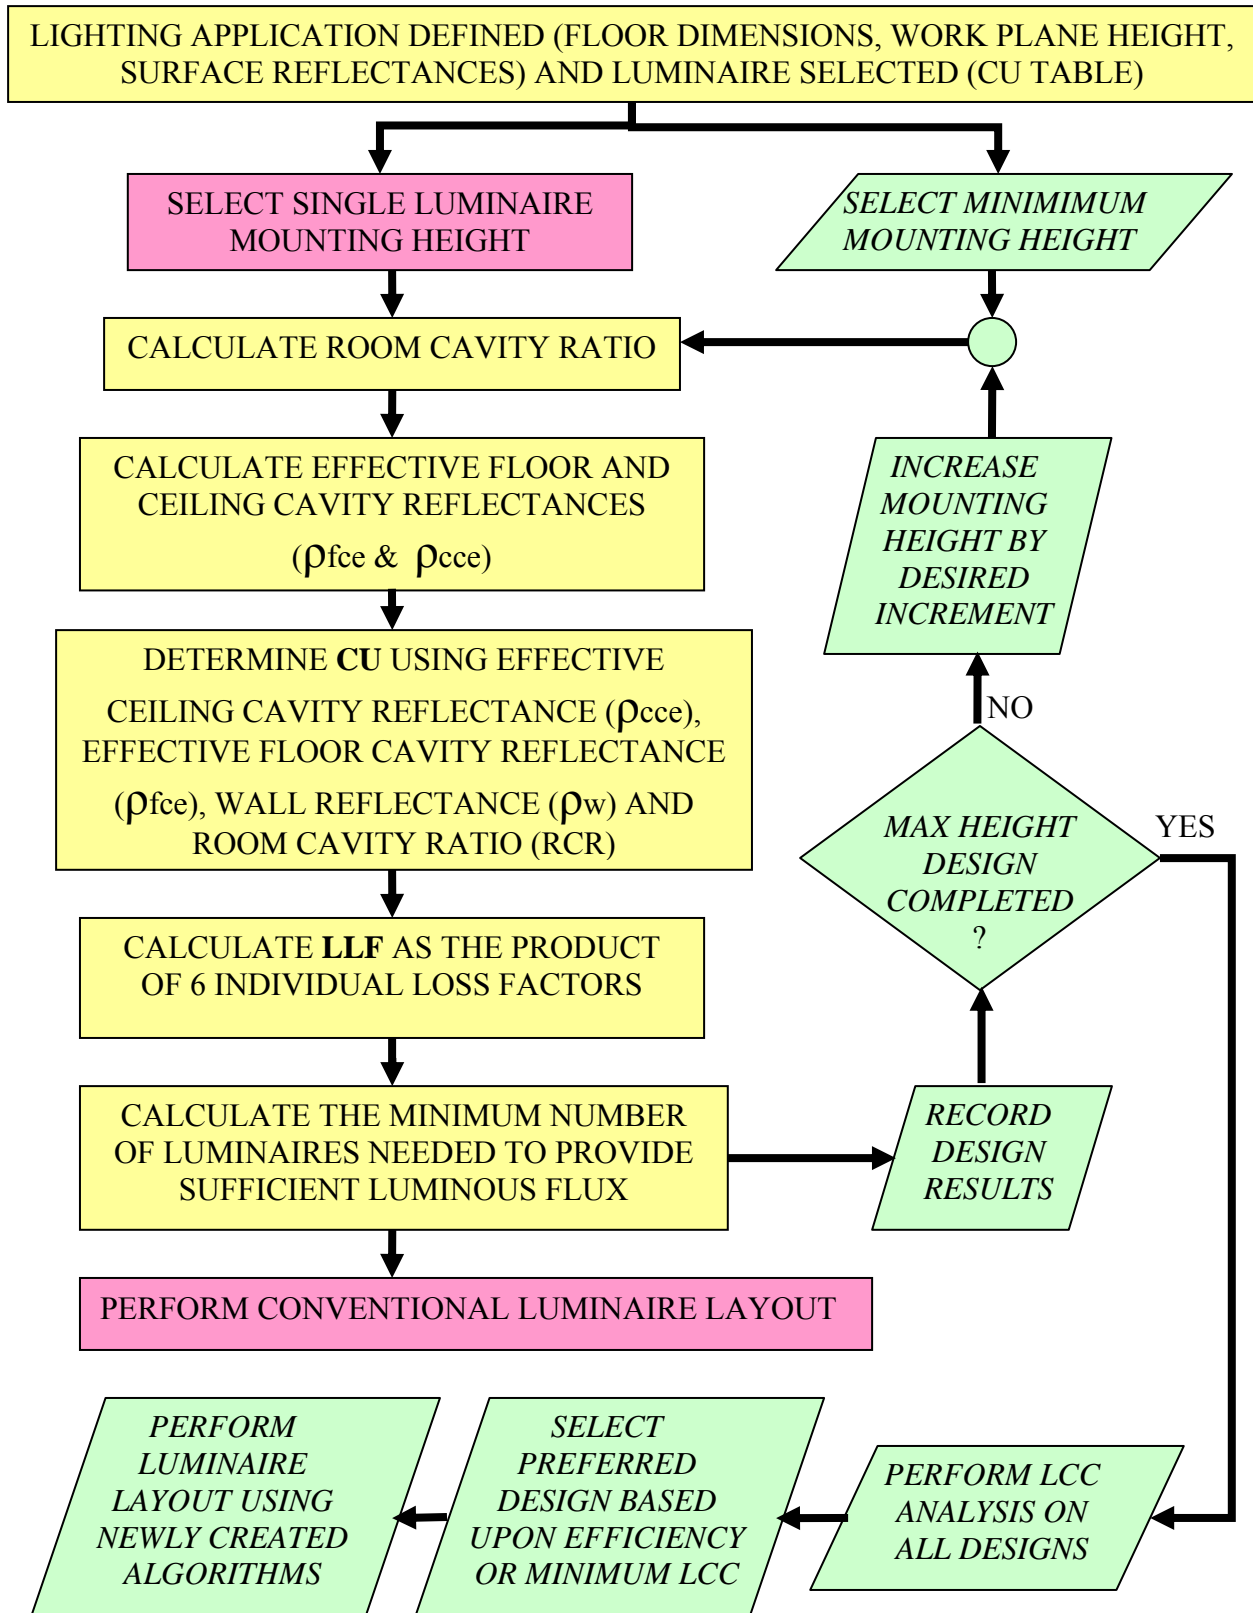 LIGHTING APPLICATION DEFINED (FLOOR DIMENSIONS, WORK PLANE HEIGHT,
SURFACE REFLECTANCES) AND LUMINAIRE SELECTED (CU TABLE)
SELECT SINGLE LUMINAIRE
MOUNTING HEIGHT
SELECT MINIMIMUM
MOUNTING HEIGHT
CALCULATE ROOM CAVITY RATIO
CALCULATE EFFECTIVE FLOOR AND
CEILING CAVITY REFLECTANCES
(ρfce & ρcce)
INCREASE
MOUNTING
HEIGHT BY
DESIRED
INCREMENT
DETERMINE CU USING EFFECTIVE
CEILING CAVITY REFLECTANCE (ρcce),
EFFECTIVE FLOOR CAVITY REFLECTANCE
(ρfce), WALL REFLECTANCE (ρw) AND
ROOM CAVITY RATIO (RCR)
NO
YES
MAX HEIGHT
DESIGN
COMPLETED
?
CALCULATE LLF AS THE PRODUCT
OF 6 INDIVIDUAL LOSS FACTORS
CALCULATE THE MINIMUM NUMBER
OF LUMINAIRES NEEDED TO PROVIDE
SUFFICIENT LUMINOUS FLUX
RECORD
DESIGN
RESULTS
PERFORM CONVENTIONAL LUMINAIRE LAYOUT
PERFORM
LUMINAIRE
LAYOUT USING
NEWLY CREATED
ALGORITHMS
SELECT
PREFERRED
DESIGN BASED
UPON EFFICIENCY
OR MINIMUM LCC
PERFORM LCC
ANALYSIS ON
ALL DESIGNS